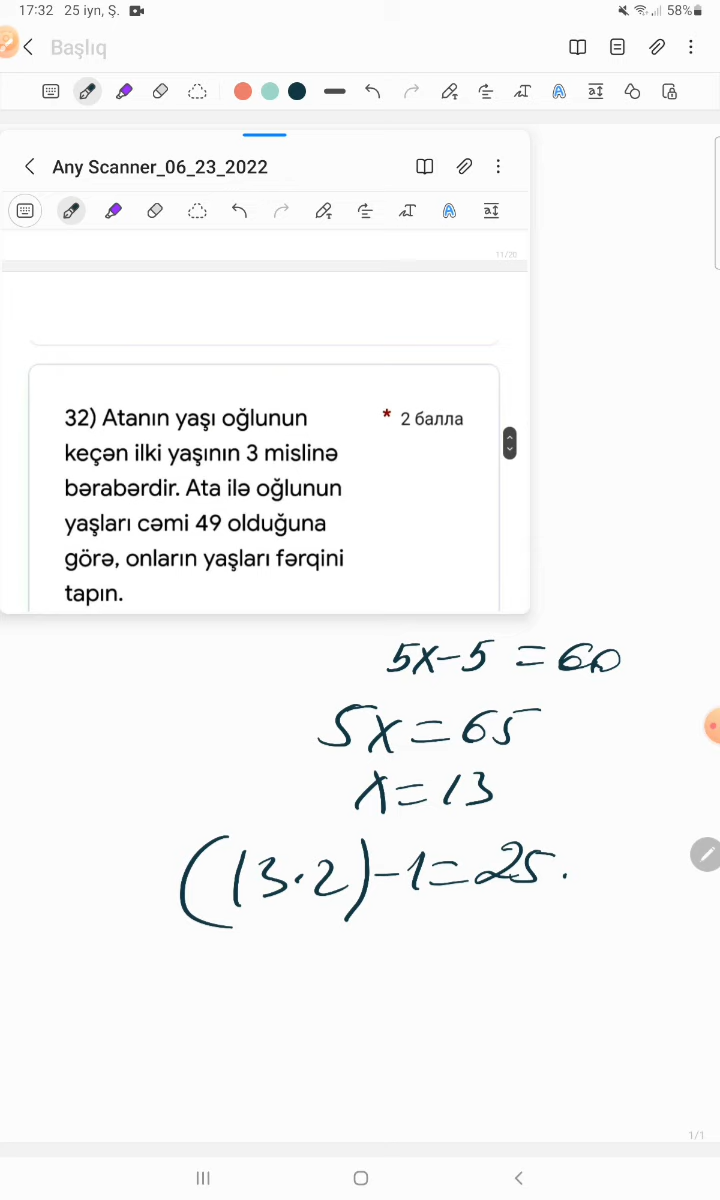 17:32 25 iyn, Ş. 58%
Başlıq
Any Scanner_06_23_2022
11/20
32) Atanın yaşı oğlunun * 2 балла
keçən ilki yaşının 3 mislinə
bərabərdir. Ata ilə oğlunun
yaşları cəmi 49 olduğuna
görə, onların yaşları fərqini
tapın.
5x-5 = 60
5x=65
x=13
(13·2)-1=25.
1/1